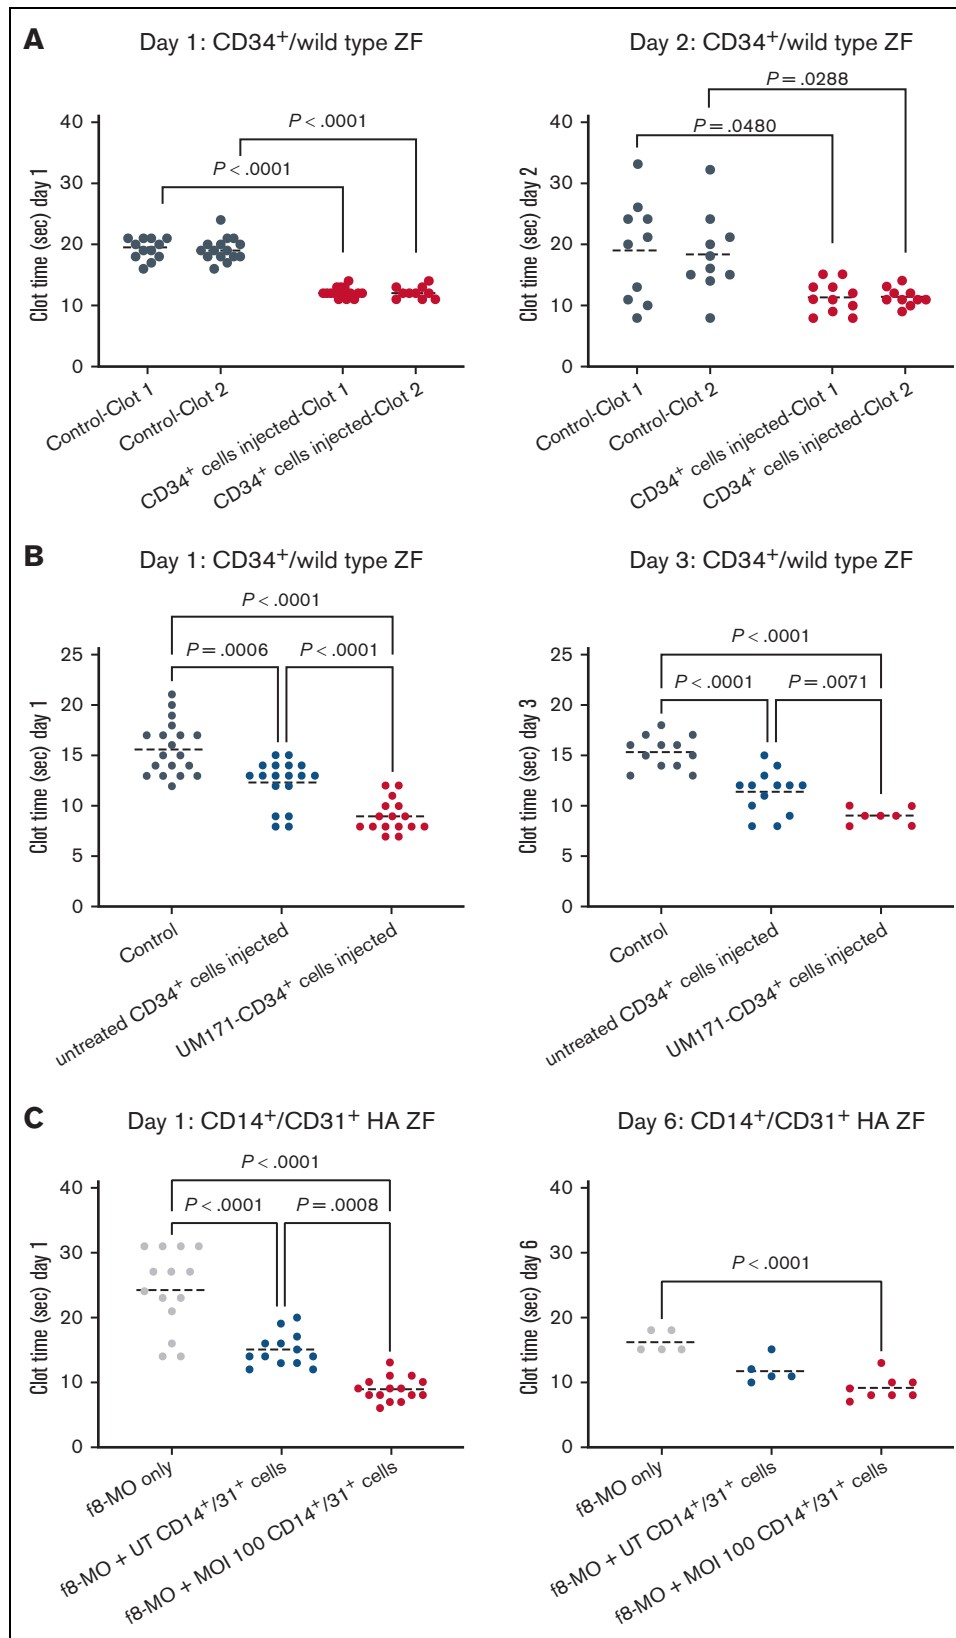 A
Day 1: CD34⁺/wild type ZF
Clot time (sec) day 1
40
30
20
10
0
P < .0001
P < .0001
Control-Clot 1
Control-Clot 2
CD34⁺ cells injected-Clot 1
CD34⁺ cells injected-Clot 2
Day 2: CD34⁺/wild type ZF
Clot time (sec) day 2
40
30
20
10
0
P = .0288
P = .0480
Control-Clot 1
Control-Clot 2
CD34⁺ cells injected-Clot 1
CD34⁺ cells injected-Clot 2
B
Day 1: CD34⁺/wild type ZF
Clot time (sec) day 1
25
20
15
10
5
0
P < .0001
P = .0006
P < .0001
Control
untreated CD34⁺ cells injected
UM171-CD34⁺ cells injected
Day 3: CD34⁺/wild type ZF
Clot time (sec) day 3
25
20
15
10
5
0
P < .0001
P < .0001
P = .0071
Control
untreated CD34⁺ cells injected
UM171-CD34⁺ cells injected
C
Day 1: CD14⁺/CD31⁺ HA ZF
Clot time (sec) day 1
40
30
20
10
0
P < .0001
P < .0001
P = .0008
f8-MO only
f8-MO + UT CD14⁺/31⁺ cells
f8-MO + MOI 100 CD14⁺/31⁺ cells
Day 6: CD14⁺/CD31⁺ HA ZF
Clot time (sec) day 6
40
30
20
10
0
P < .0001
f8-MO only
f8-MO + UT CD14⁺/31⁺ cells
f8-MO + MOI 100 CD14⁺/31⁺ cells